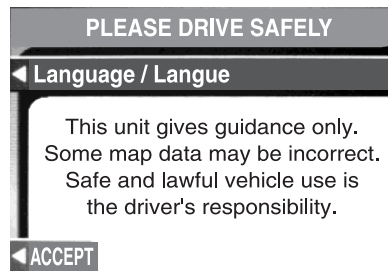 PLEASE DRIVE SAFELY
Language / Langue
This unit gives guidance only.
Some map data may be incorrect.
Safe and lawful vehicle use is
the driver's responsibility.
ACCEPT